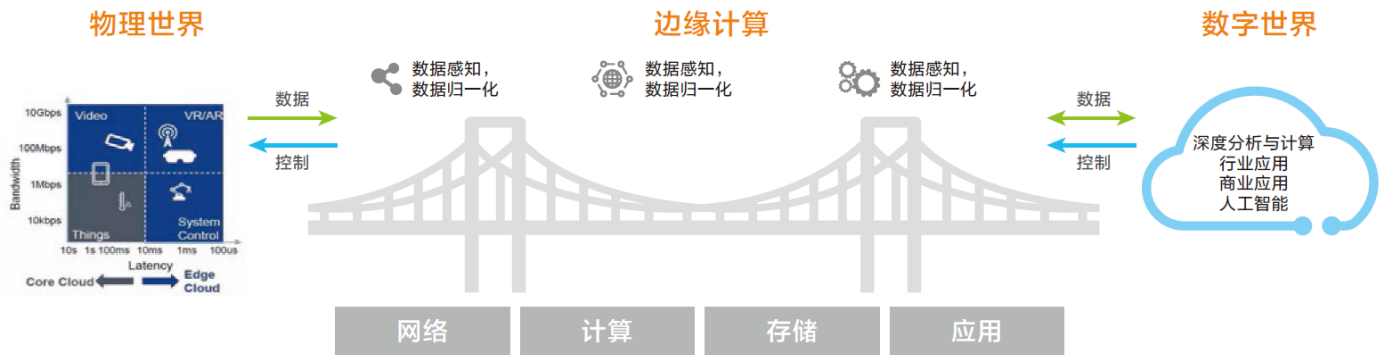 物理世界
边缘计算
数字世界
数据感知，
数据归一化
数据感知，
数据归一化
数据感知，
数据归一化
10Gbps
100Mbps
1Mbps
10kbps
Bandwidth
Video
VR/AR
Things
System
Control
10s 1s 100ms 10ms 1ms 100us
Latency
Core Cloud
Edge
Cloud
数据
控制
数据
控制
深度分析与计算
行业应用
商业应用
人工智能
网络
计算
存储
应用